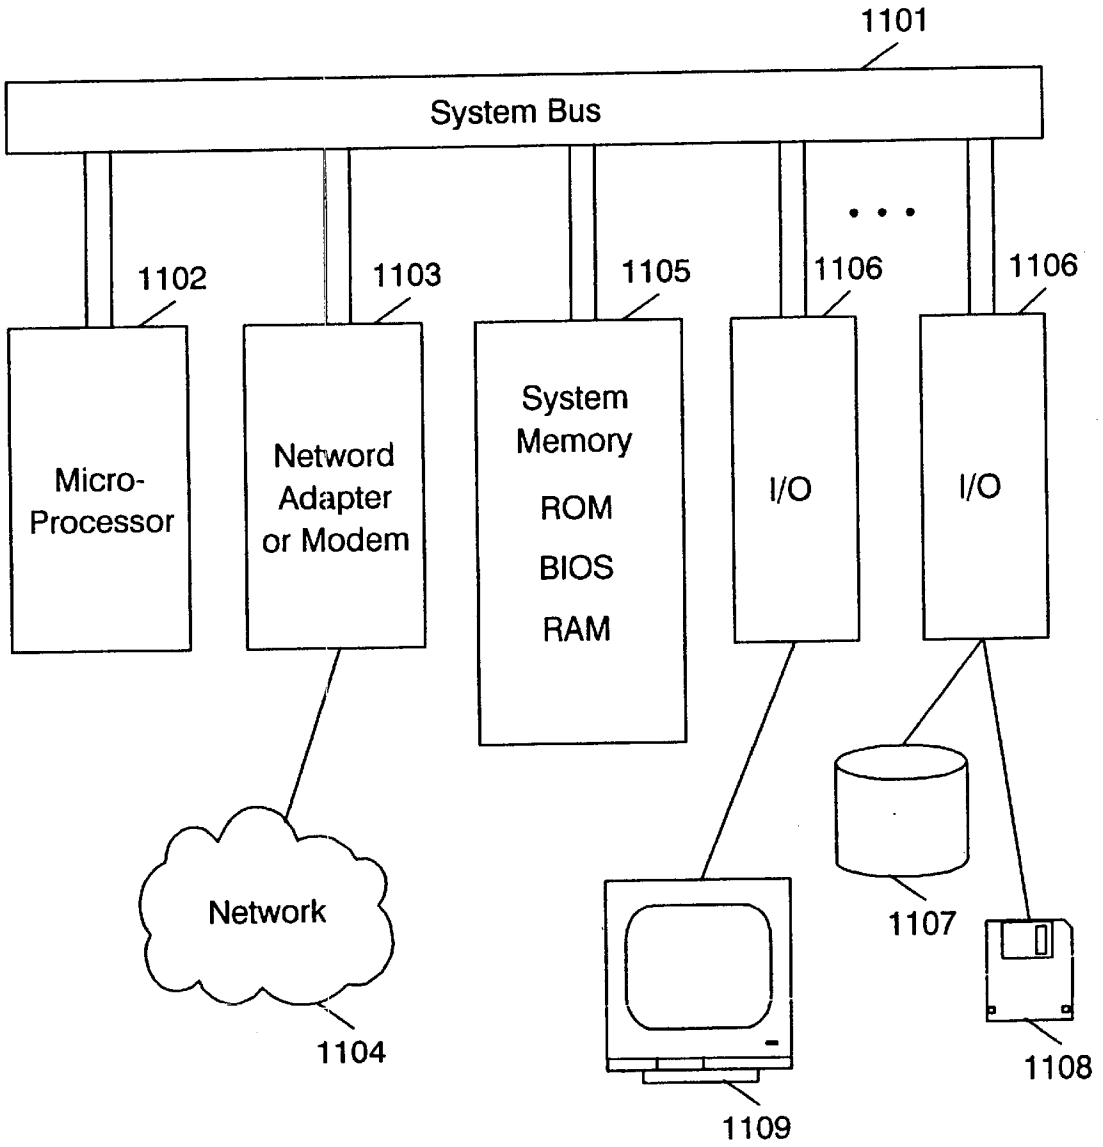 1101
System Bus
1102
1103
1105
1106
1106
Micro-
Processor
Netword
Adapter
or Modem
System
Memory
ROM
BIOS
RAM
I/O
I/O
Network
1104
1107
1108
1109